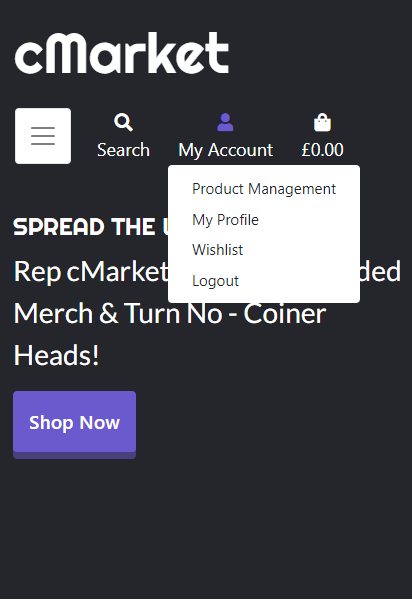 cMarket
Search
My Account
£0.00
Product Management
My Profile
Wishlist
Logout
SPREAD THE
Rep cMarket
Merch & Turn No - Coiner
Heads!
Shop Now